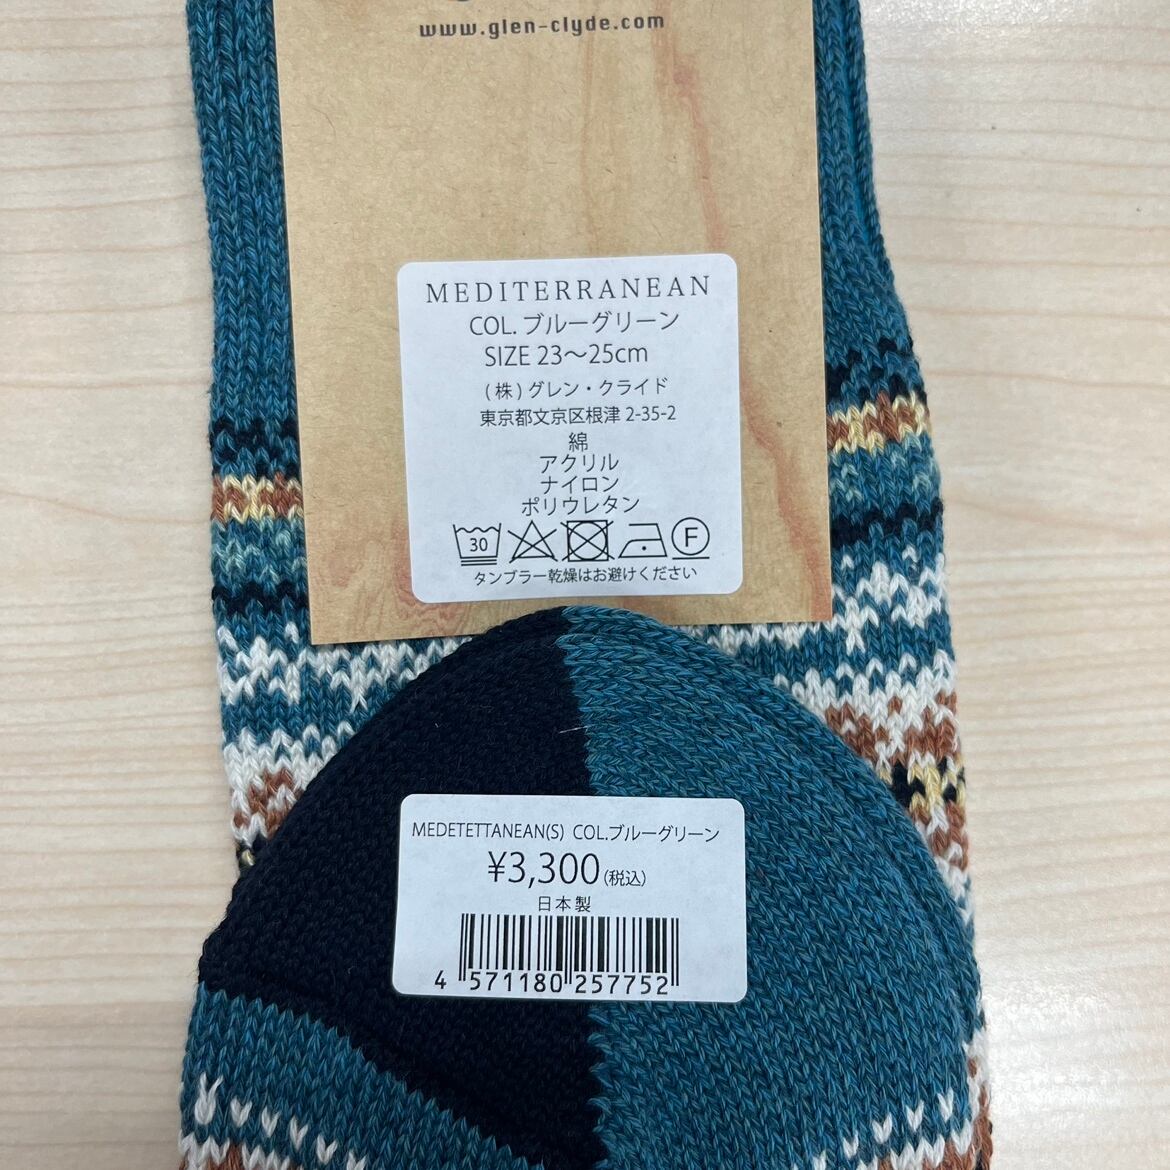 www.glen-clyde.com
MEDITERRANEAN
COL. ブルーグリーン
SIZE 23～25cm
(株)グレン・クライド
東京都文京区根津 2-35-2
綿
アクリル
ナイロン
ポリウレタン
30
F
タンブラー乾燥はお避けください
MEDETETTANEAN(S) COL.ブルーグリーン
¥3,300(税込)
日本製
4 571180 257752